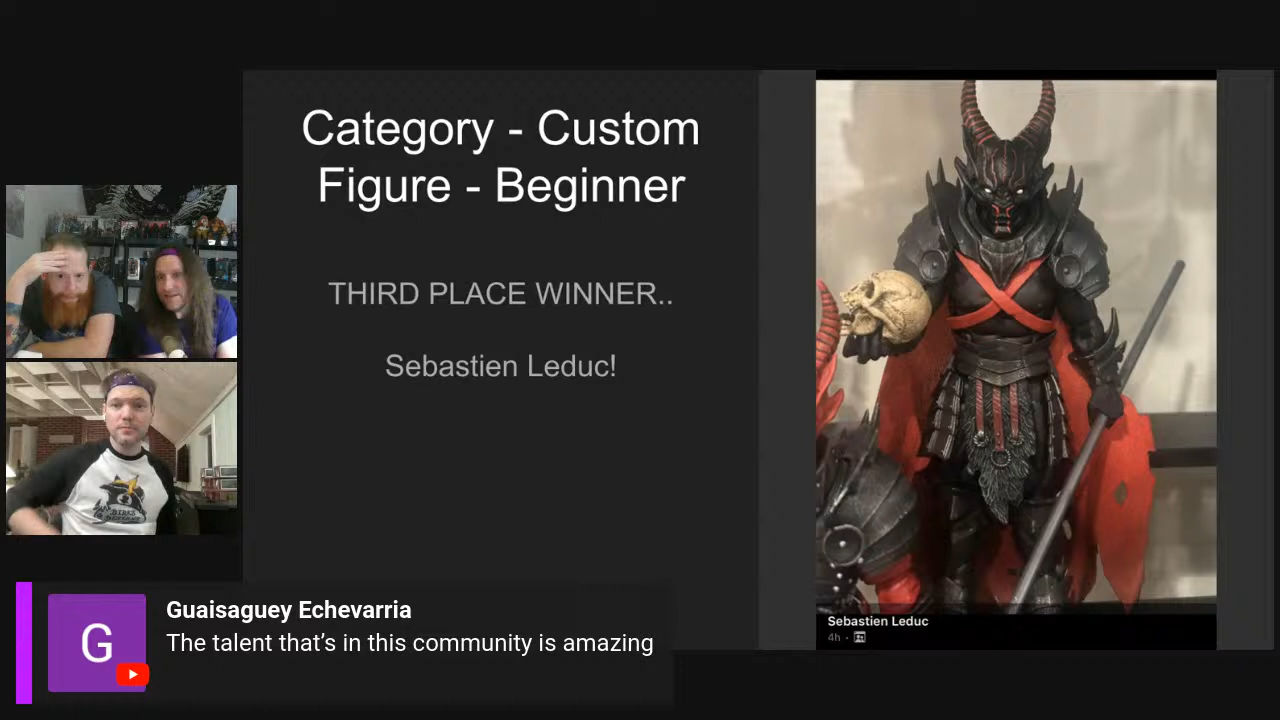 Category - Custom
Figure - Beginner
THIRD PLACE WINNER..
Sebastien Leduc!
Sebastien Leduc
4h ·
G
Guaisaguey Echevarria
The talent that’s in this community is amazing